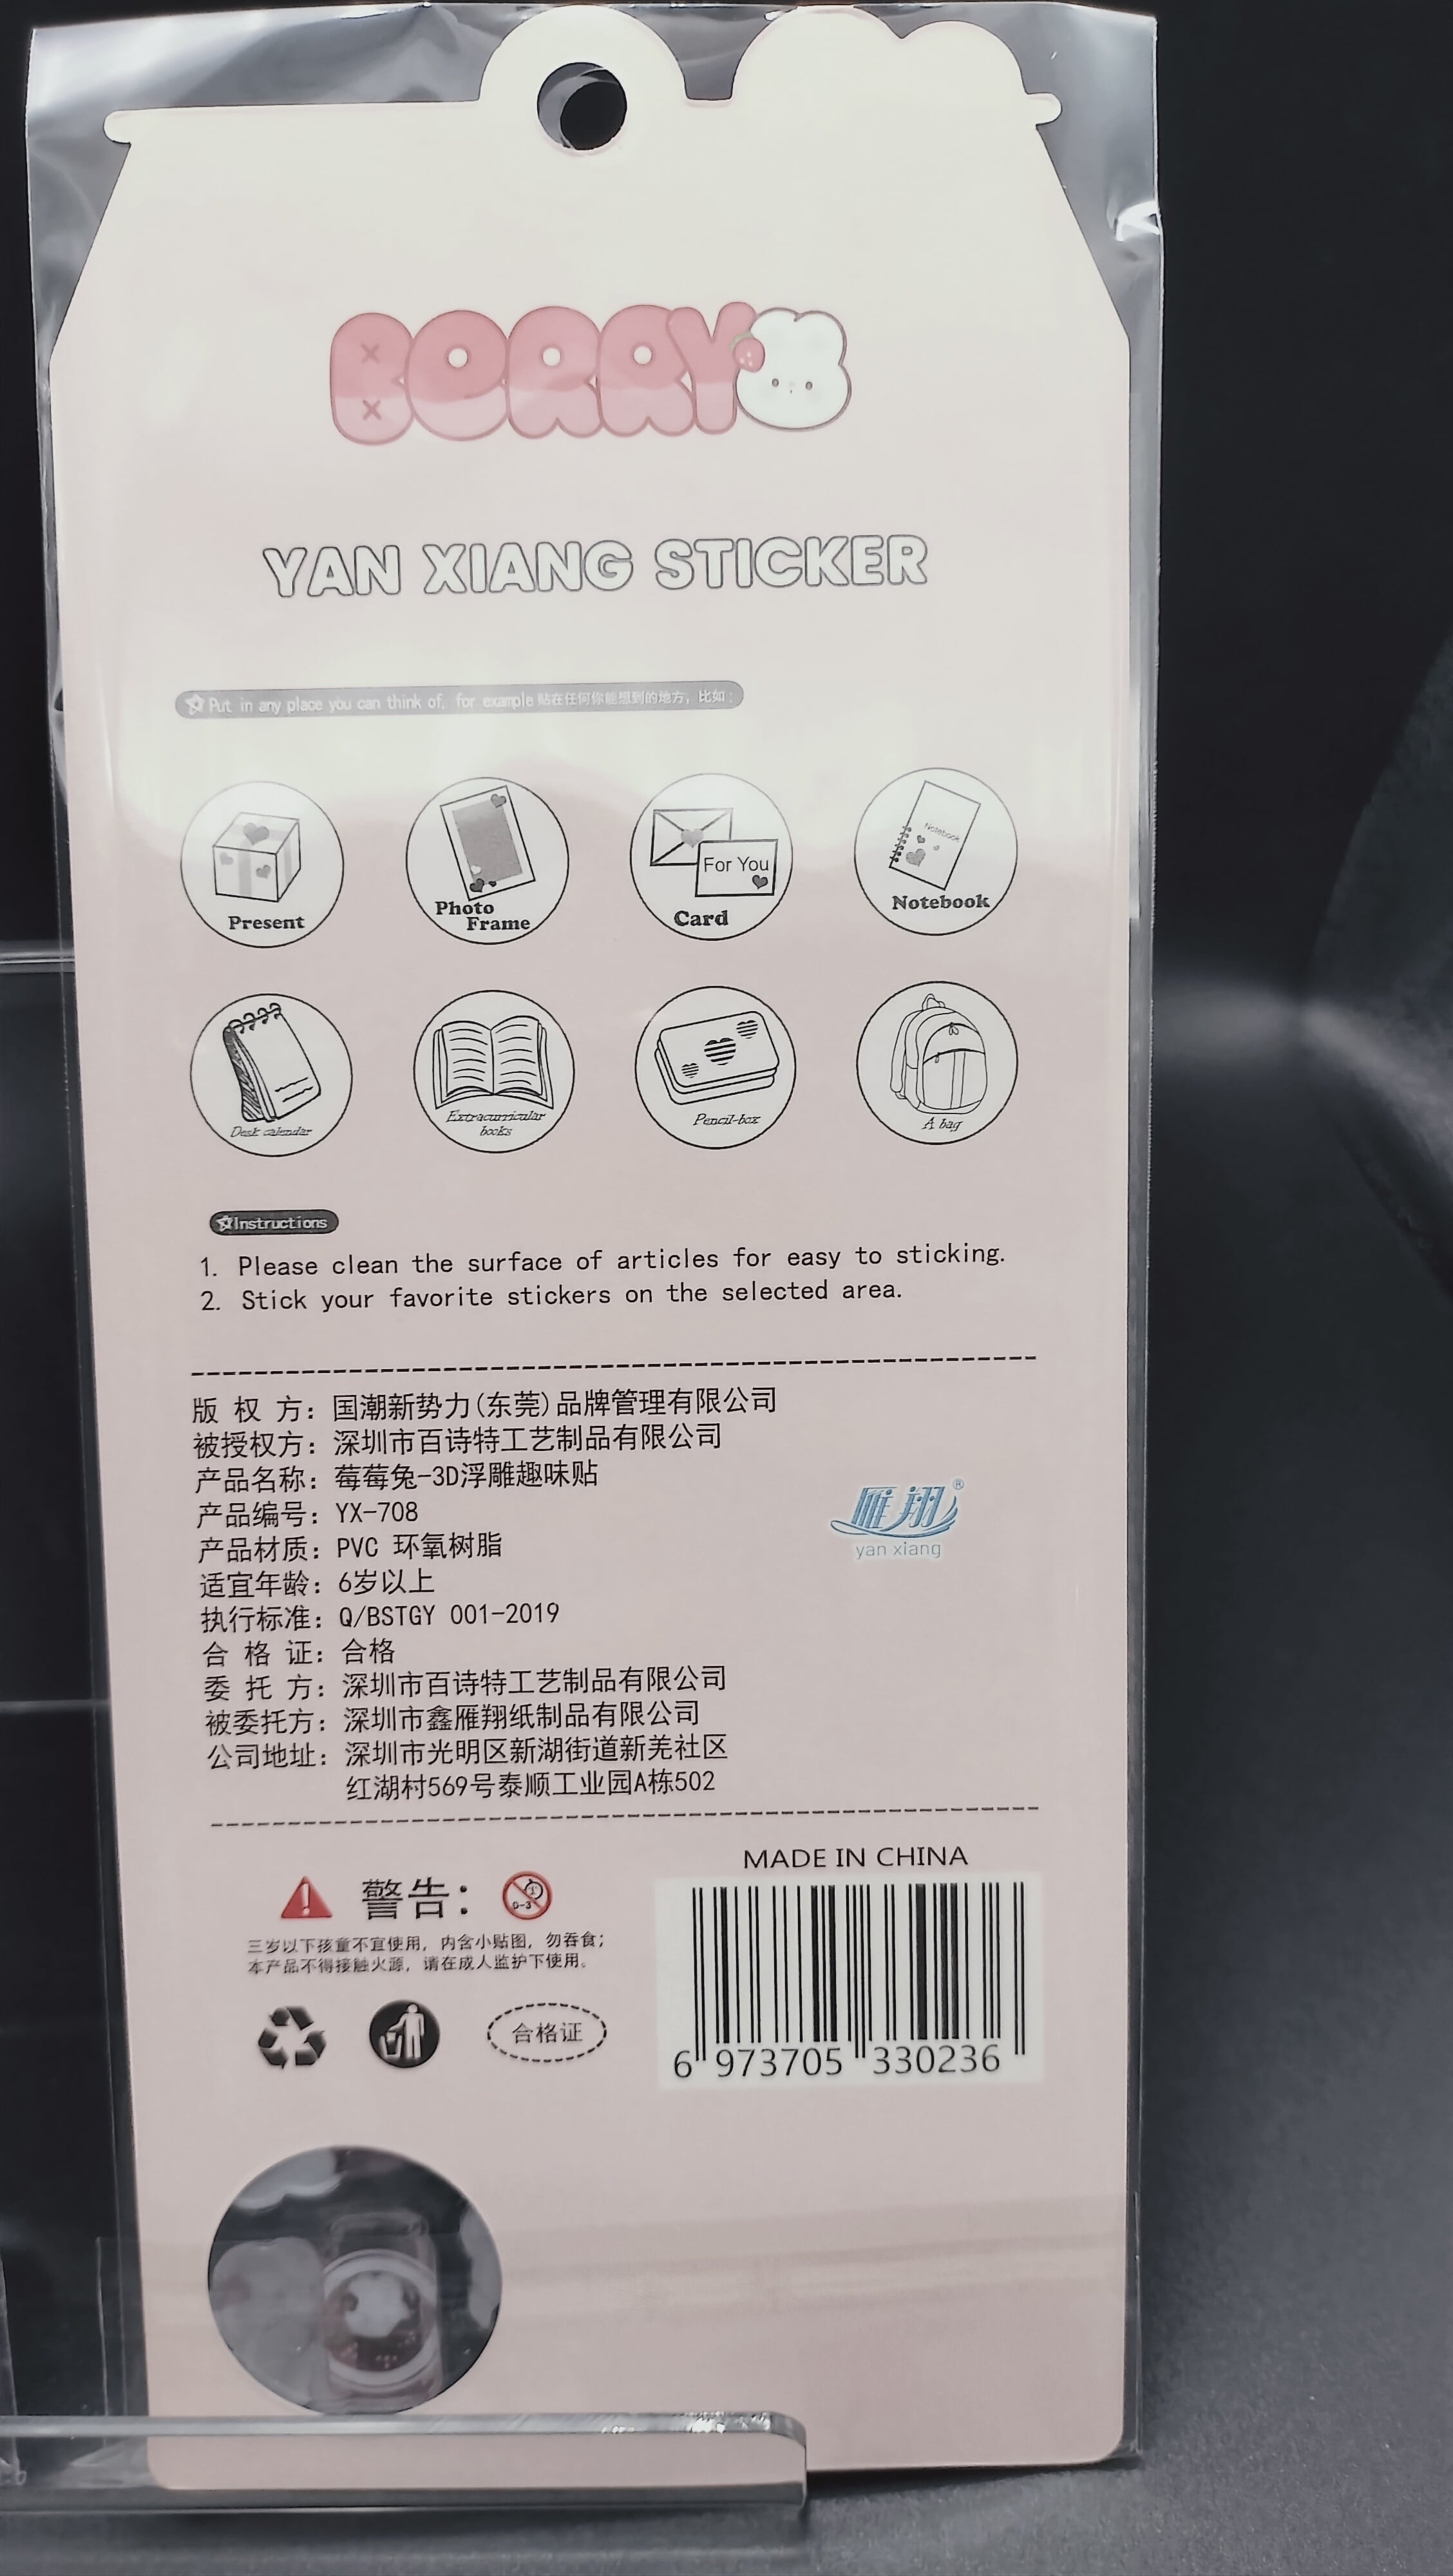 BORRY
YAN XIANG STICKER
Put in any place you can think of, for example 贴在任何你能想到的地方，比如：
Present
Photo
Frame
For You
Card
Notebook
Notebook
Desk calendar
Extracurricular
books
Pencil-box
A bag
Instructions
1. Please clean the surface of articles for easy to sticking.
2. Stick your favorite stickers on the selected area.
版 权 方：国潮新势力(东莞)品牌管理有限公司
被授权方：深圳市百诗特工艺制品有限公司
产品名称：莓莓兔-3D浮雕趣味贴
产品编号：YX-708
产品材质：PVC 环氧树脂
适宜年龄：6岁以上
执行标准：Q/BSTGY 001-2019
合 格 证：合格
委 托 方：深圳市百诗特工艺制品有限公司
被委托方：深圳市鑫雁翔纸制品有限公司
公司地址：深圳市光明区新湖街道新羌社区
红湖村569号泰顺工业园A栋502
雁翔®
yan xiang
警告：
0-3
三岁以下孩童不宜使用，内含小贴图，勿吞食；
本产品不得接触火源，请在成人监护下使用。
合格证
MADE IN CHINA
6 973705 330236